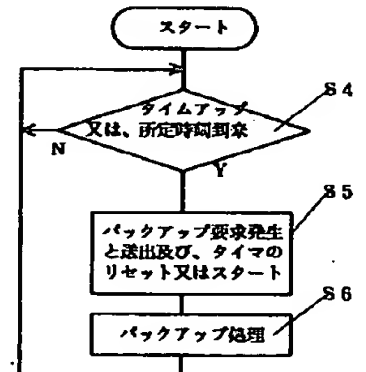 スタート
S4
タイムアップ
又は、所定時刻到来
N
Y
S5
バックアップ要求発生
と送出及び、タイマの
リセット又はスタート
S6
バックアップ処理